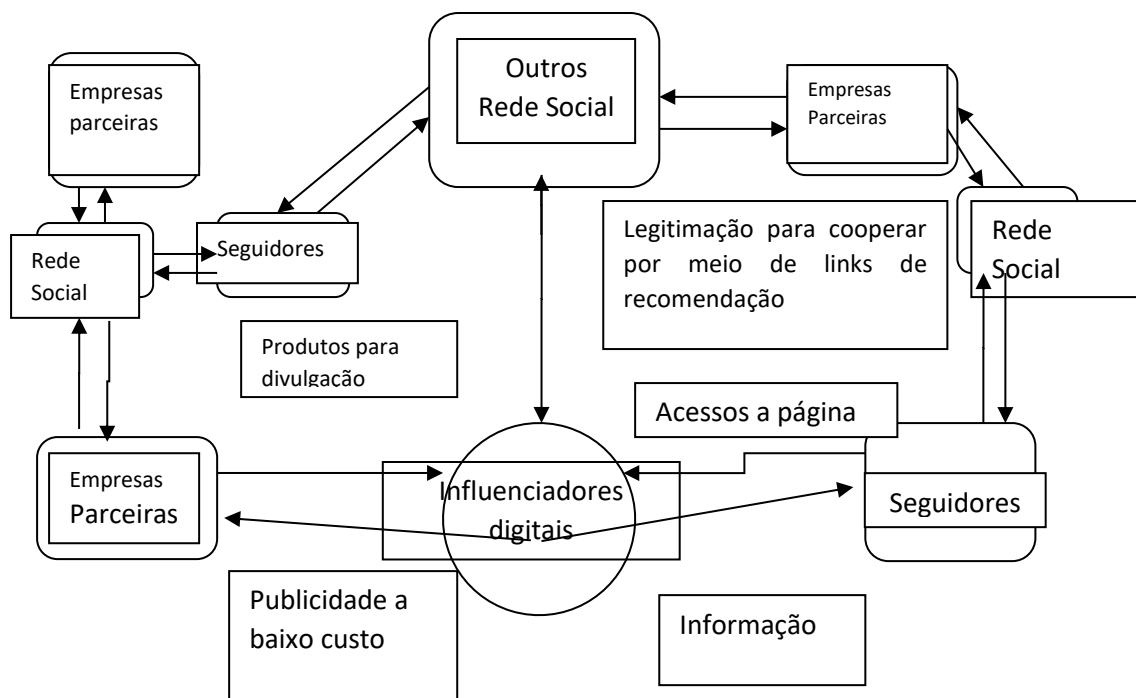 Outros
Rede Social
Empresas
parceiras
Empresas
Parceiras
Seguidores
Rede
Social
Legitimação para cooperar
por meio de links de
recomendação
Rede
Social
Produtos para
divulgação
Acessos a página
Empresas
Parceiras
Influenciadores
digitais
Seguidores
Publicidade a
baixo custo
Informação